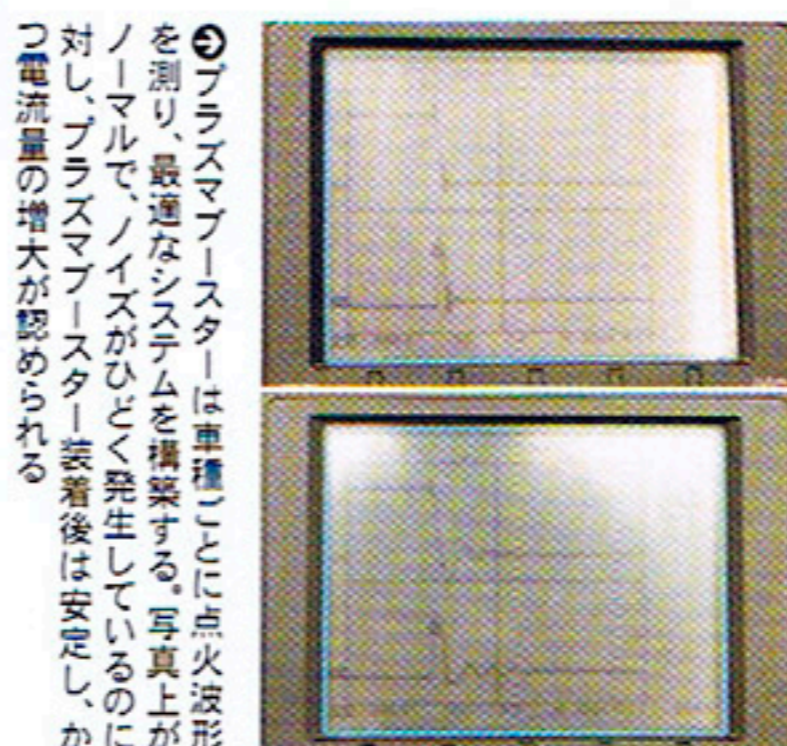 ➔プラズマブースターは車種ごとに点火波形
を測り、最適なシステムを構築する。写真上が
ノーマルで、ノイズがひどく発生しているのに
対し、プラズマブースター装着後は安定し、か
つ電流量の増大が認められる